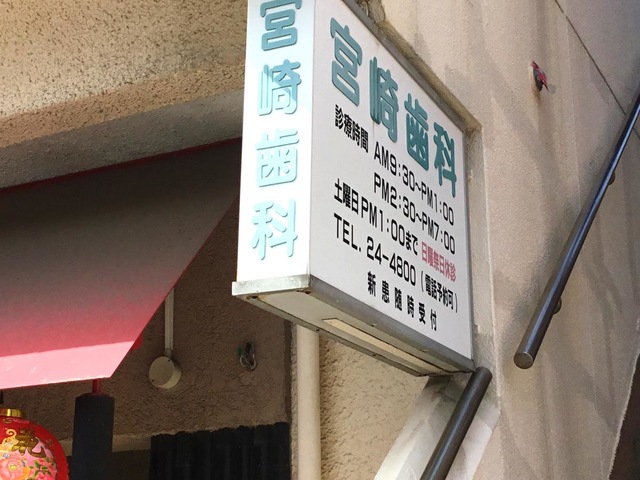 宮崎歯科
宮崎歯科
診療時間 AM9:30~PM1:00
PM2:30~PM7:00
土曜日PM1:00まで 日曜祭日休診
TEL. 24-4800(電話予約可)
新患随時受付